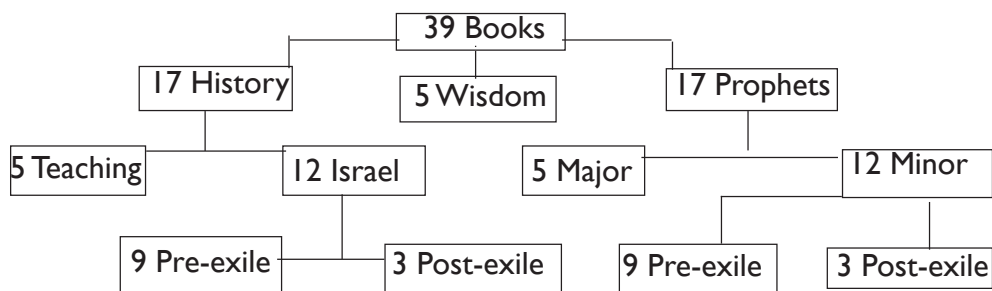 39 Books
17 History
5 Wisdom
17 Prophets
5 Teaching
12 Israel
5 Major
12 Minor
9 Pre-exile
3 Post-exile
9 Pre-exile
3 Post-exile